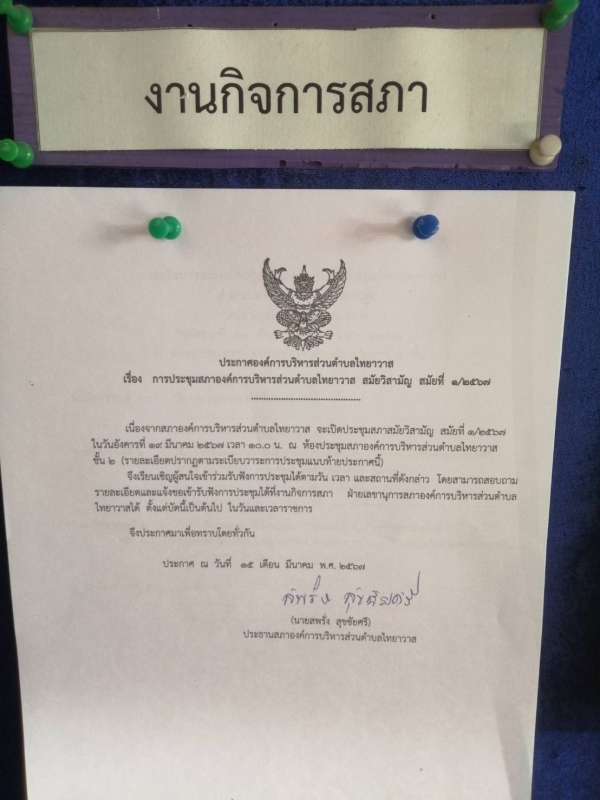 งานกิจการสภา
ประกาศองค์การบริหารส่วนตำบลไทยาวาส
เรื่อง การประชุมสภาองค์การบริหารส่วนตำบลไทยาวาส สมัยวิสามัญ สมัยที่ ๑/๒๕๖๗
เนื่องจากสภาองค์การบริหารส่วนตำบลไทยาวาส จะเปิดประชุมสภาสมัยวิสามัญ สมัยที่ ๑/๒๕๖๗
ในวันอังคารที่ ๑๙ มีนาคม ๒๕๖๗ เวลา ๑๐.๐ น. ณ ห้องประชุมสภาองค์การบริหารส่วนตำบลไทยาวาส
ชั้น ๒ (รายละเอียดปรากฏตามระเบียบวาระการประชุมแนบท้ายประกาศนี้)
จึงเรียนเชิญผู้สนใจเข้าร่วมรับฟังการประชุมได้ตามวัน เวลา และสถานที่ดังกล่าว โดยสามารถสอบถาม
รายละเอียดและแจ้งขอเข้ารับฟังการประชุมได้ที่งานกิจการสภา ฝ่ายเลขานุการสภาองค์การบริหารส่วนตำบล
ไทยาวาสได้ ตั้งแต่บัดนี้เป็นต้นไป ในวันและเวลาราชการ
จึงประกาศมาเพื่อทราบโดยทั่วกัน
ประกาศ ณ วันที่ ๑๕ เดือน มีนาคม พ.ศ. ๒๕๖๗
(นายสพรั่ง สุขชัยศรี)
ประธานสภาองค์การบริหารส่วนตำบลไทยาวาส